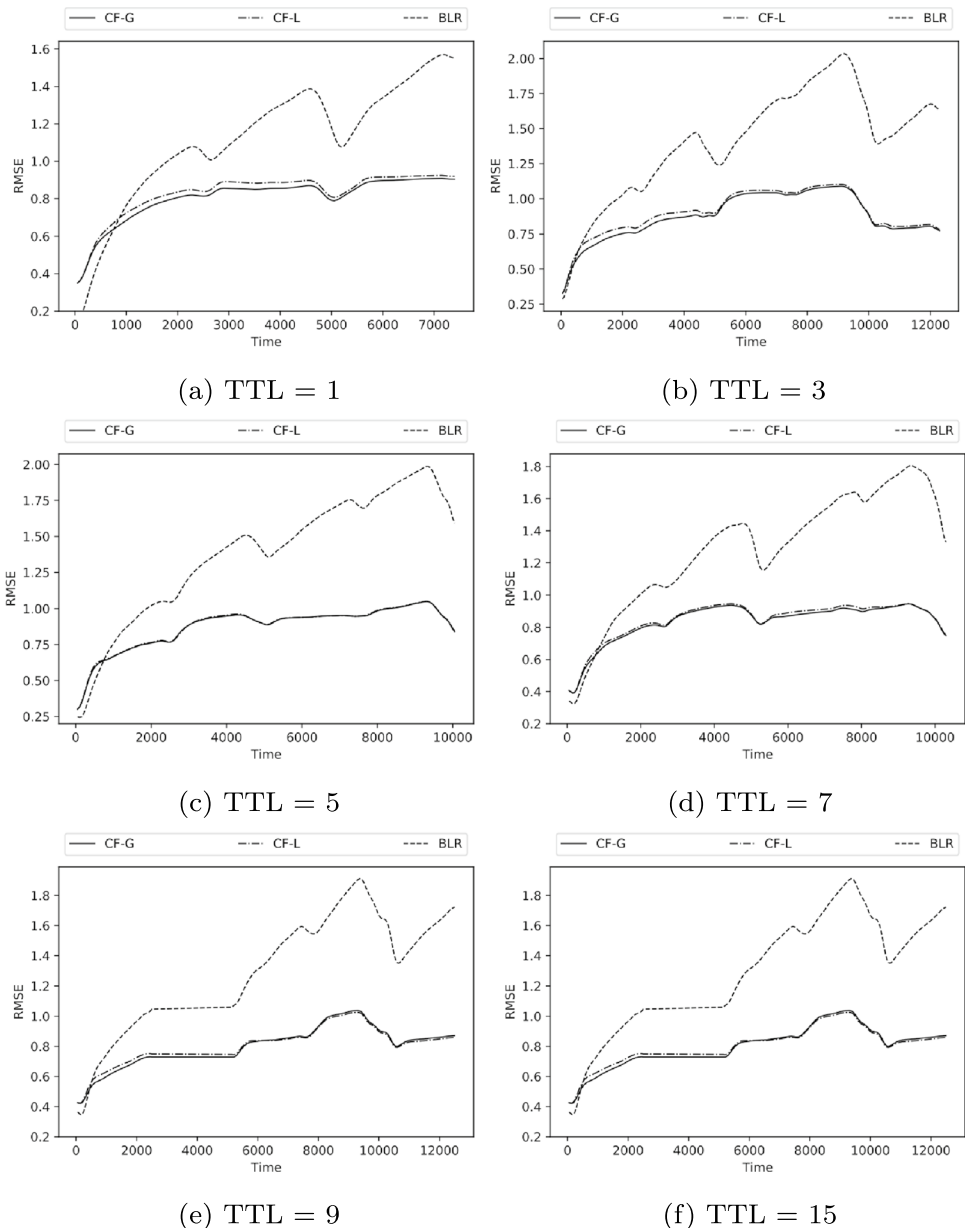 CF-G CF-L BLR
CF-G CF-L BLR
1.6
1.4
1.2
1.0
0.8
0.6
0.4
0.2
RMSE
0 1000 2000 3000 4000 5000 6000 7000
Time
2.00
1.75
1.50
1.25
1.00
0.75
0.50
0.25
RMSE
0 2000 4000 6000 8000 10000 12000
Time
(a) TTL = 1
(b) TTL = 3
CF-G CF-L BLR
CF-G CF-L BLR
2.00
1.75
1.50
1.25
1.00
0.75
0.50
0.25
RMSE
0 2000 4000 6000 8000 10000
Time
1.8
1.6
1.4
1.2
1.0
0.8
0.6
0.4
0.2
RMSE
0 2000 4000 6000 8000 10000
Time
(c) TTL = 5
(d) TTL = 7
CF-G CF-L BLR
CF-G CF-L BLR
1.8
1.6
1.4
1.2
1.0
0.8
0.6
0.4
0.2
RMSE
0 2000 4000 6000 8000 10000 12000
Time
1.8
1.6
1.4
1.2
1.0
0.8
0.6
0.4
0.2
RMSE
0 2000 4000 6000 8000 10000 12000
Time
(e) TTL = 9
(f) TTL = 15